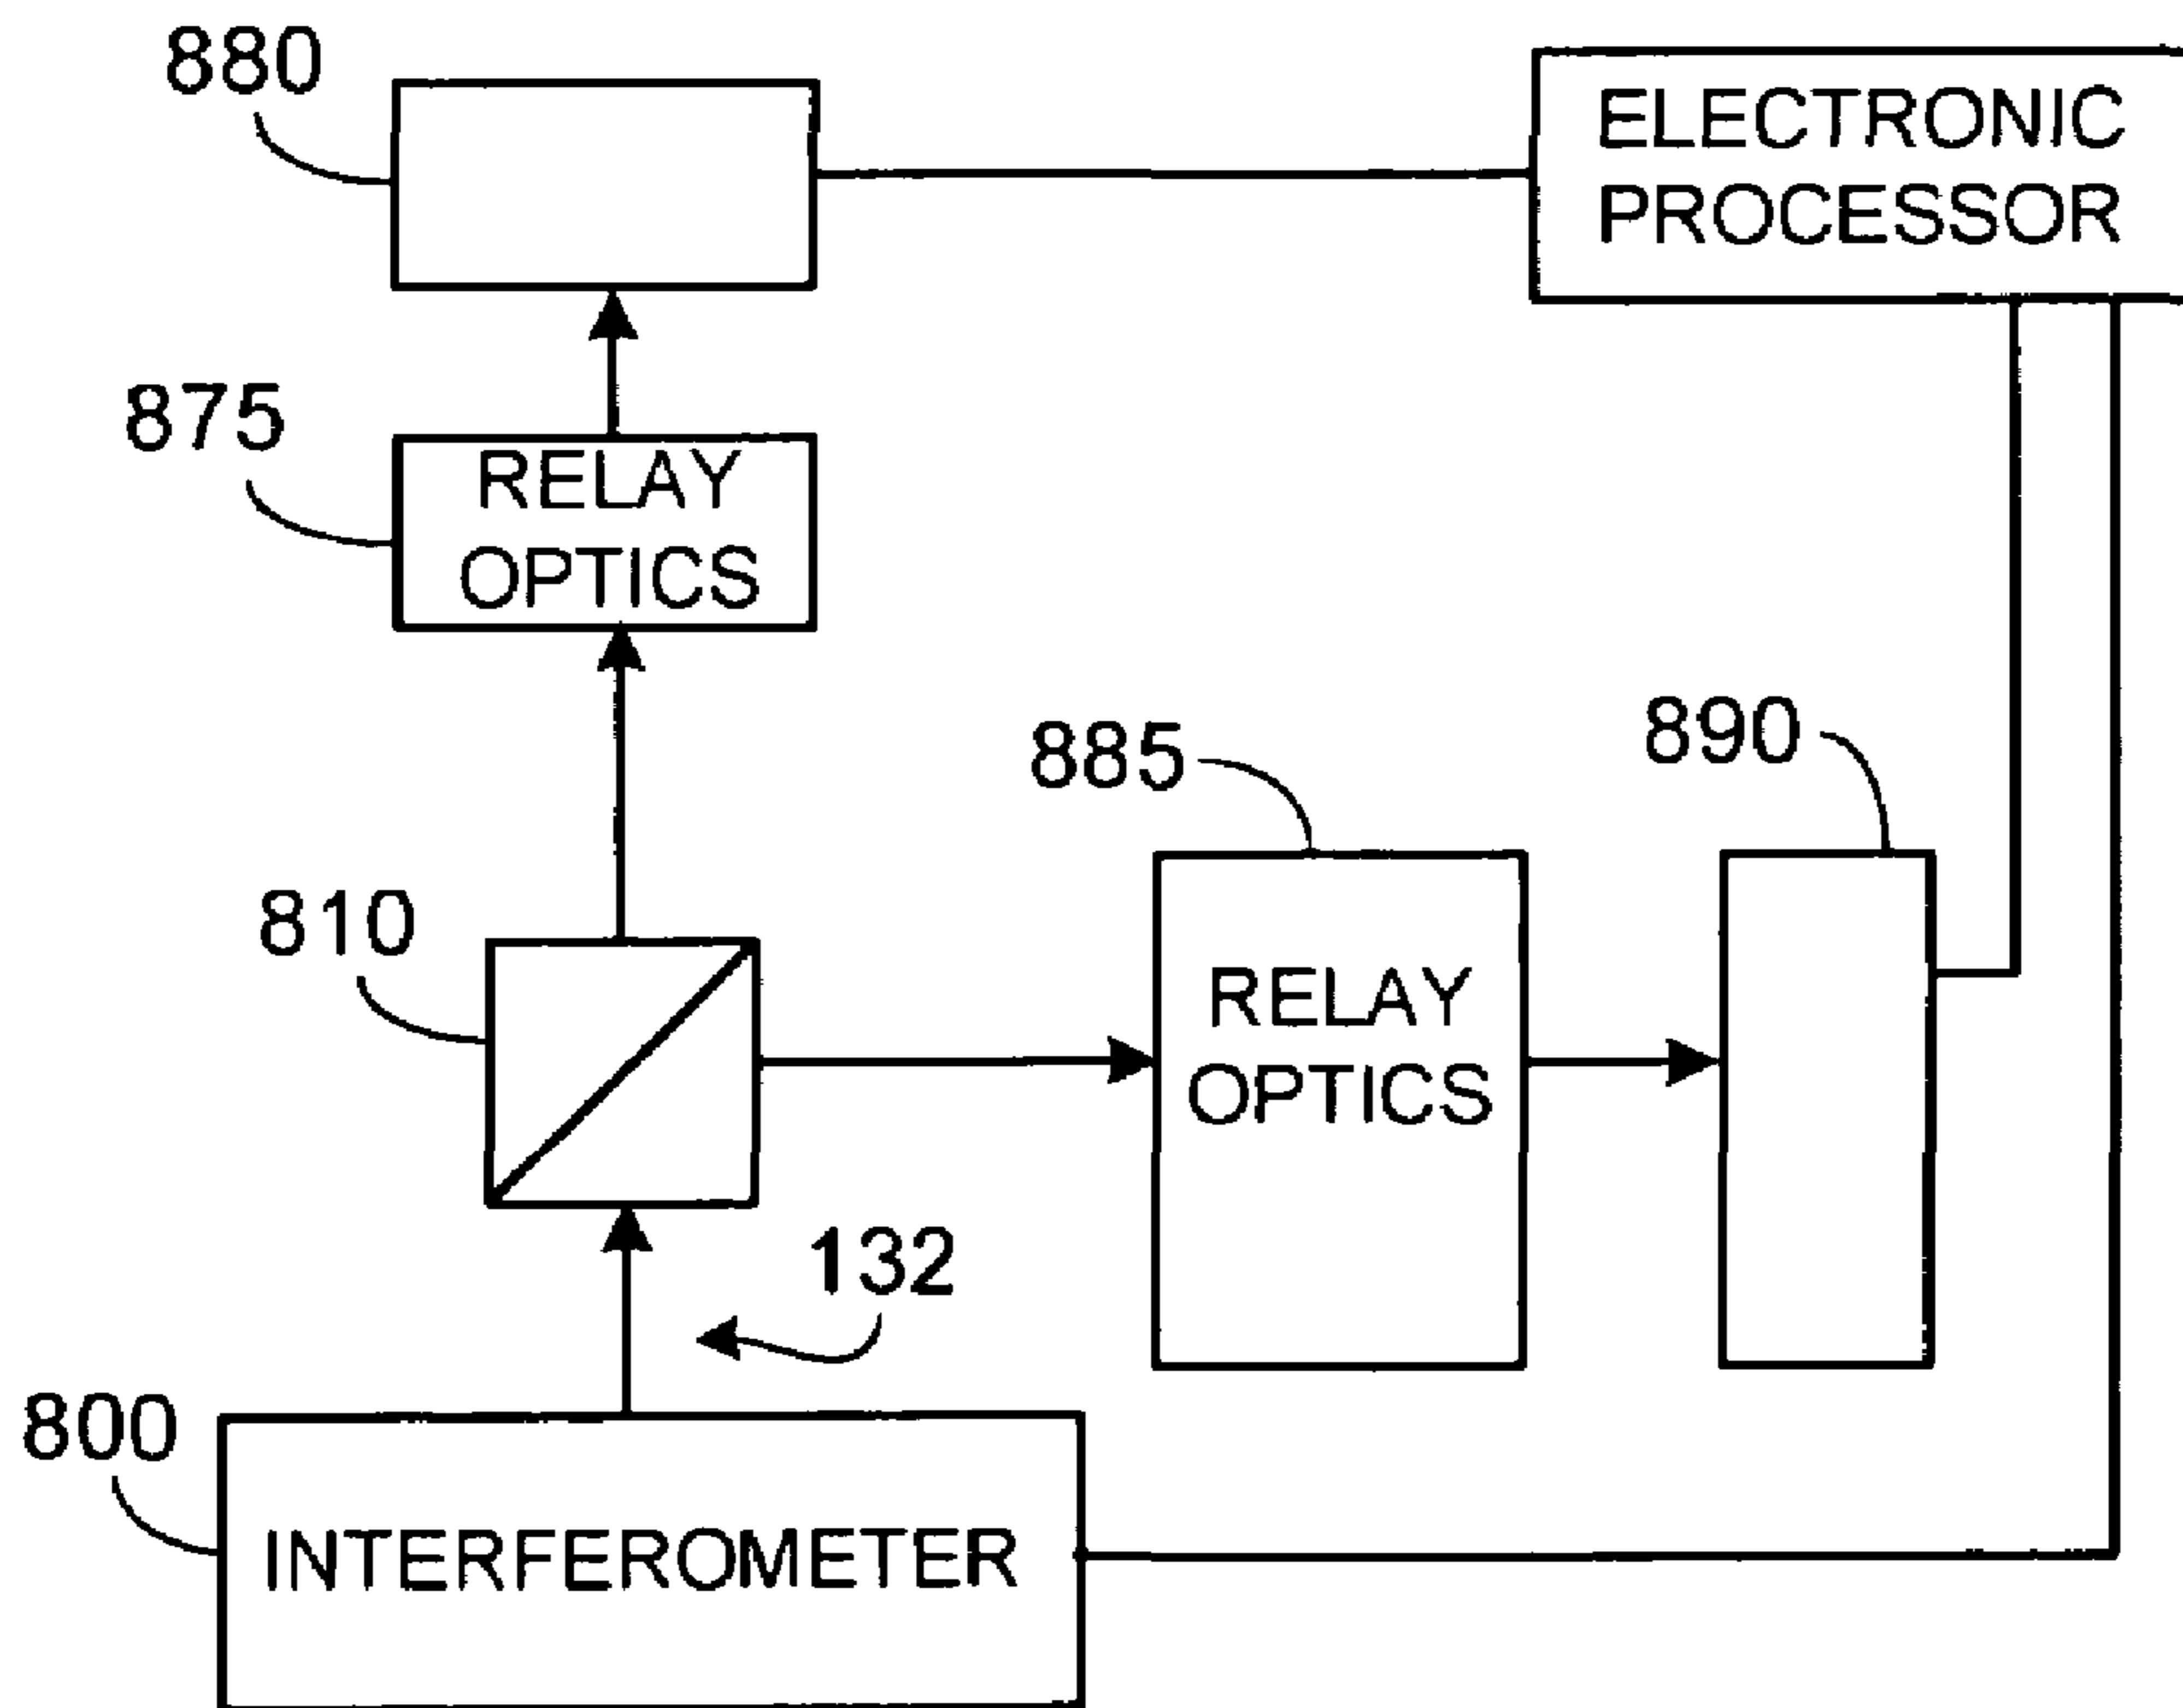 880
ELECTRONIC
PROCESSOR
875
RELAY
OPTICS
885
890
810
RELAY
OPTICS
132
800
INTERFEROMETER